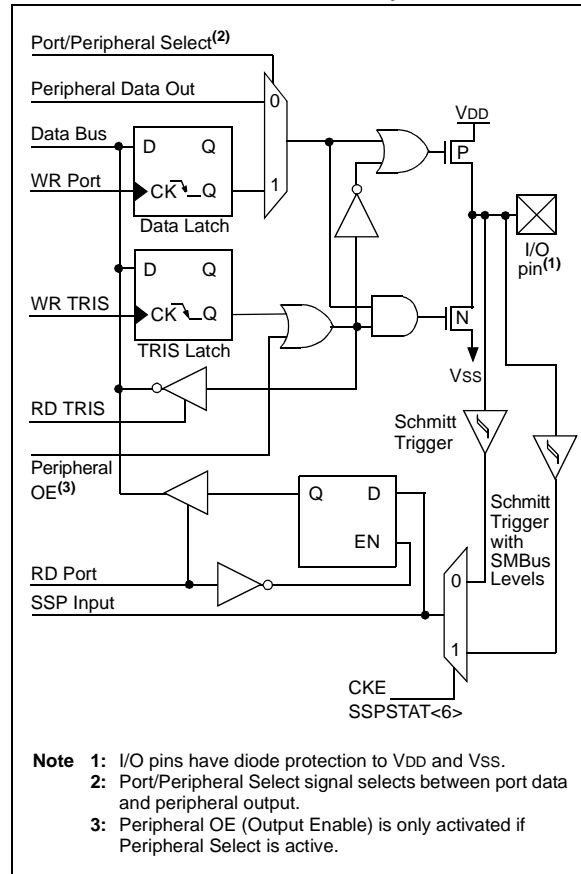 Port/Peripheral Select(2)
Peripheral Data Out
0
Data Bus
D Q
WR Port
CK Q
1
Data Latch
VDD
P
I/O
pin(1)
D Q
WR TRIS
CK Q
TRIS Latch
N
VSS
RD TRIS
Schmitt
Trigger
Peripheral
OE(3)
Q D
EN
Schmitt
Trigger
with
SMBus
Levels
RD Port
SSP Input
0
1
CKE
SSPSTAT<6>
Note 1: I/O pins have diode protection to VDD and VSS.
2: Port/Peripheral Select signal selects between port data
and peripheral output.
3: Peripheral OE (Output Enable) is only activated if
Peripheral Select is active.